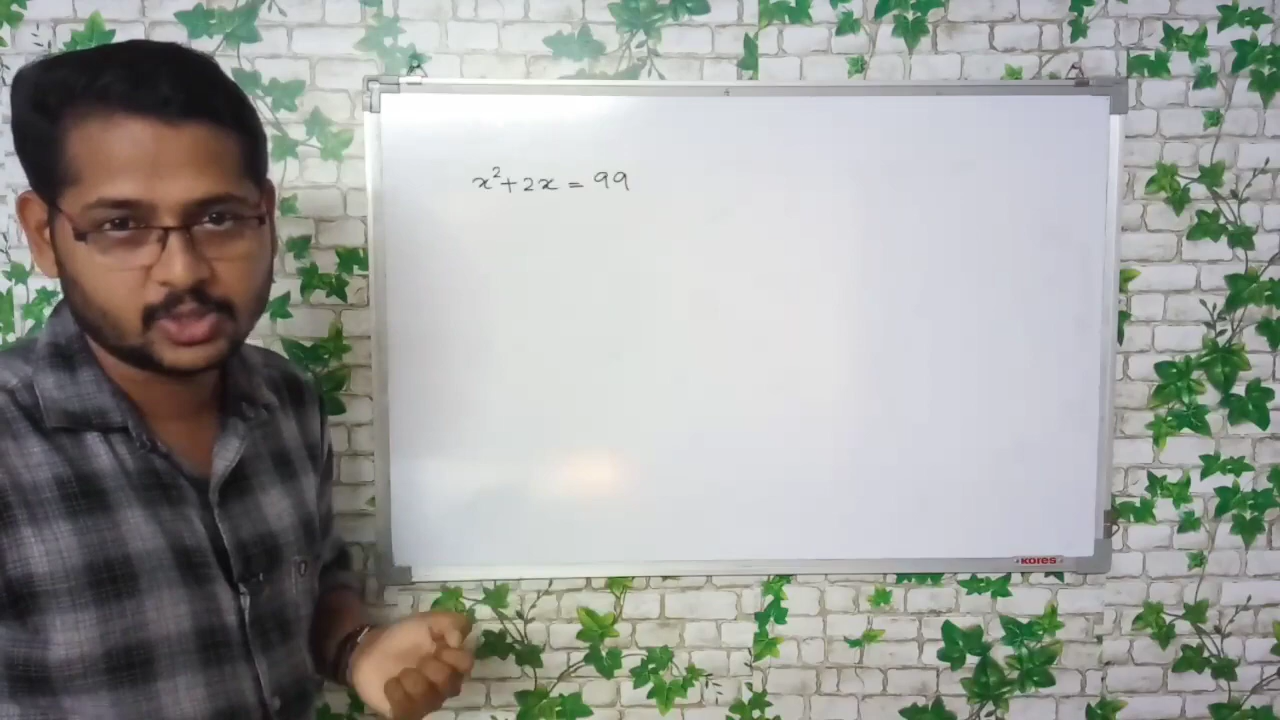 x²+2x = 99
KOReS